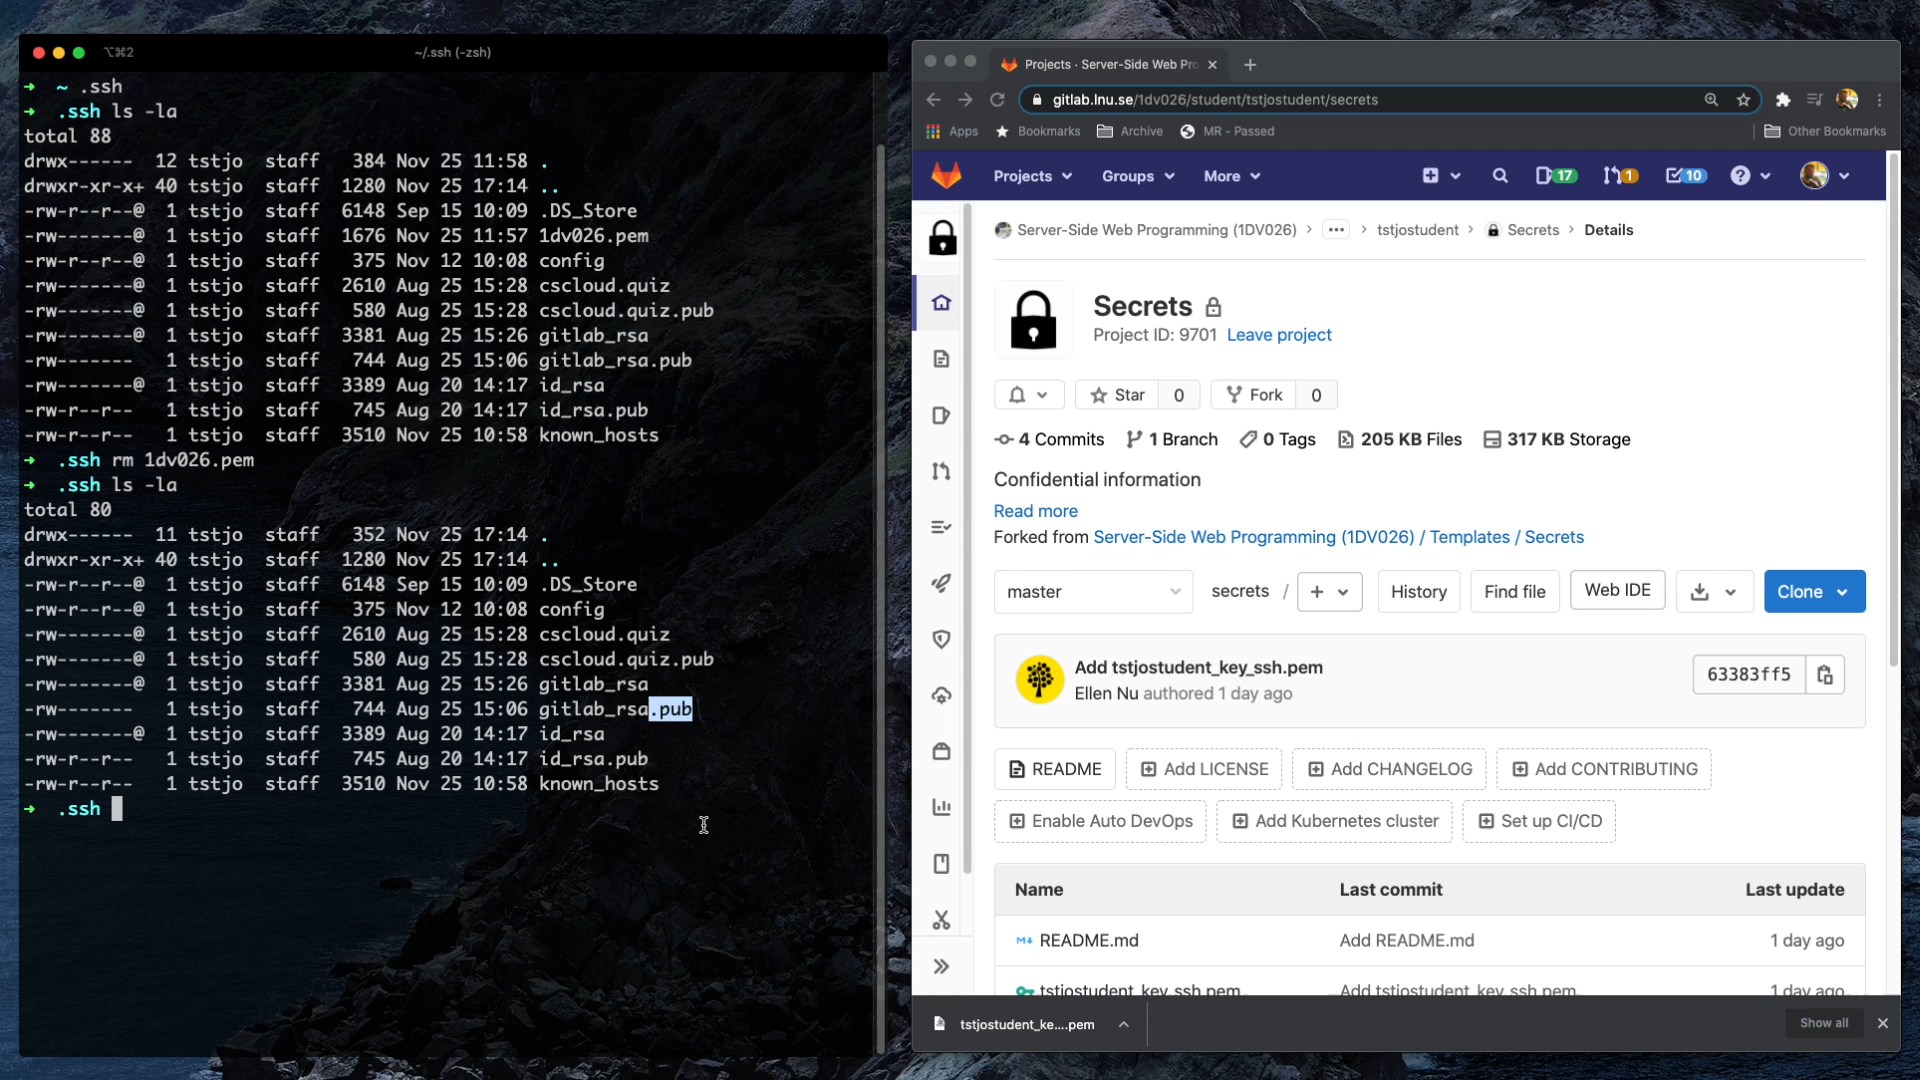 ⌥⌘2
~/.ssh (-zsh)
➜ ~ .ssh
➜ .ssh ls -la
total 88
drwx------ 12 tstjo staff 384 Nov 25 11:58 .
drwxr-xr-x+ 40 tstjo staff 1280 Nov 25 17:14 ..
-rw-r--r--@ 1 tstjo staff 6148 Sep 15 10:09 .DS_Store
-rw-------@ 1 tstjo staff 1676 Nov 25 11:57 1dv026.pem
-rw-r--r--@ 1 tstjo staff 375 Nov 12 10:08 config
-rw-------@ 1 tstjo staff 2610 Aug 25 15:28 cscloud.quiz
-rw-------@ 1 tstjo staff 580 Aug 25 15:28 cscloud.quiz.pub
-rw-------@ 1 tstjo staff 3381 Aug 25 15:26 gitlab_rsa
-rw------- 1 tstjo staff 744 Aug 25 15:06 gitlab_rsa.pub
-rw-------@ 1 tstjo staff 3389 Aug 20 14:17 id_rsa
-rw-r--r-- 1 tstjo staff 745 Aug 20 14:17 id_rsa.pub
-rw-r--r-- 1 tstjo staff 3510 Nov 25 10:58 known_hosts
➜ .ssh rm 1dv026.pem
➜ .ssh ls -la
total 80
drwx------ 11 tstjo staff 352 Nov 25 17:14 .
drwxr-xr-x+ 40 tstjo staff 1280 Nov 25 17:14 ..
-rw-r--r--@ 1 tstjo staff 6148 Sep 15 10:09 .DS_Store
-rw-r--r--@ 1 tstjo staff 375 Nov 12 10:08 config
-rw-------@ 1 tstjo staff 2610 Aug 25 15:28 cscloud.quiz
-rw-------@ 1 tstjo staff 580 Aug 25 15:28 cscloud.quiz.pub
-rw-------@ 1 tstjo staff 3381 Aug 25 15:26 gitlab_rsa
-rw------- 1 tstjo staff 744 Aug 25 15:06 gitlab_rsa.pub
-rw-------@ 1 tstjo staff 3389 Aug 20 14:17 id_rsa
-rw-r--r-- 1 tstjo staff 745 Aug 20 14:17 id_rsa.pub
-rw-r--r-- 1 tstjo staff 3510 Nov 25 10:58 known_hosts
➜ .ssh
Projects · Server-Side Web Pro
gitlab.lnu.se/1dv026/student/tstjostudent/secrets
Apps Bookmarks Archive MR - Passed Other Bookmarks
Projects Groups More 17 1 10
Server-Side Web Programming (1DV026) › ... › tstjostudent › Secrets › Details
Secrets
Project ID: 9701 Leave project
Star 0 Fork 0
4 Commits 1 Branch 0 Tags 205 KB Files 317 KB Storage
Confidential information
Read more
Forked from Server-Side Web Programming (1DV026) / Templates / Secrets
master secrets / + History Find file Web IDE Clone
Add tstjostudent_key_ssh.pem
Ellen Nu authored 1 day ago
63383ff5
README Add LICENSE Add CHANGELOG Add CONTRIBUTING
Enable Auto DevOps Add Kubernetes cluster Set up CI/CD
Name Last commit Last update
M↓ README.md Add README.md 1 day ago
tstjostudent_key_ssh.pem Add tstjostudent_key_ssh.pem 1 day ago
tstjostudent_ke....pem
Show all